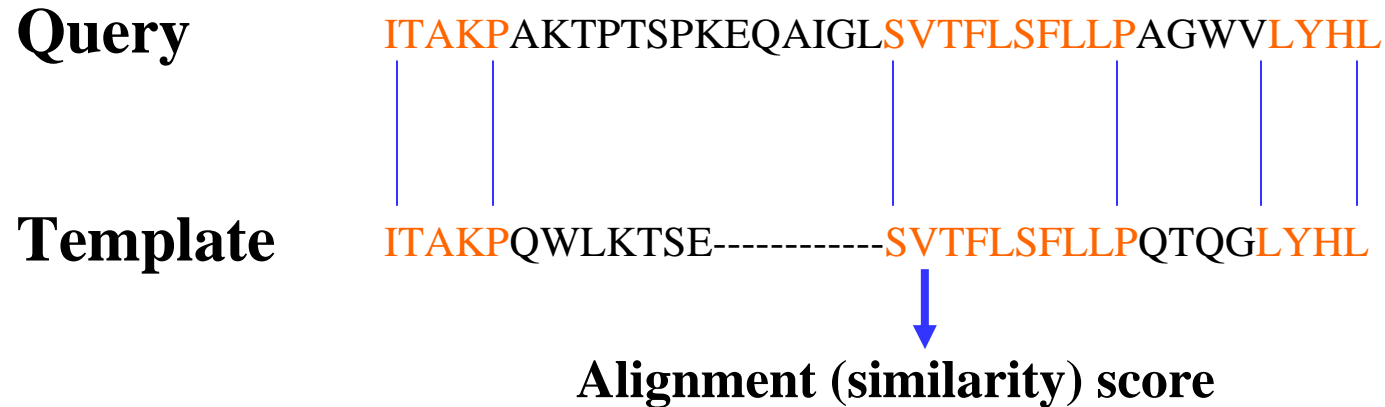 Query ITAKPAKTPTSPKEQAIGLSVTFLSFLLPAGWVLYHL
Template ITAKPQWLKTSE------------SVTFLSFLLPQTQGLYHL
Alignment (similarity) score